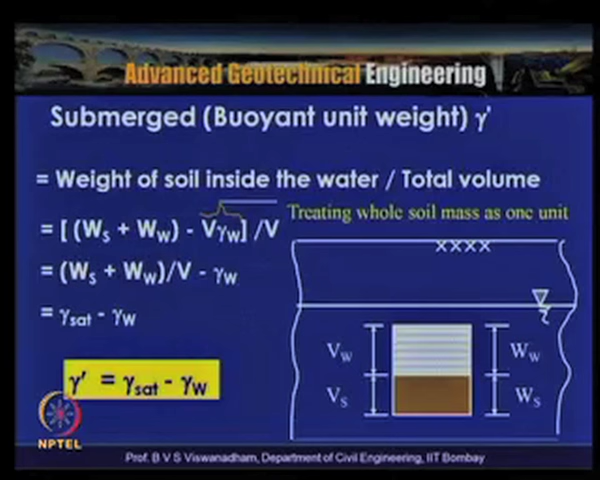 Advanced Geotechnical Engineering
Submerged (Buoyant unit weight) γ'
= Weight of soil inside the water / Total volume
Treating whole soil mass as one unit
= [ (Ws + Ww) - Vγw] /V
= (Ws + Ww)/V - γw
= γsat - γw
γ' = γsat - γw
xxxx
Vw
Ww
Vs
Ws
NPTEL
Prof. B V S Viswanadham, Department of Civil Engineering, IIT Bombay